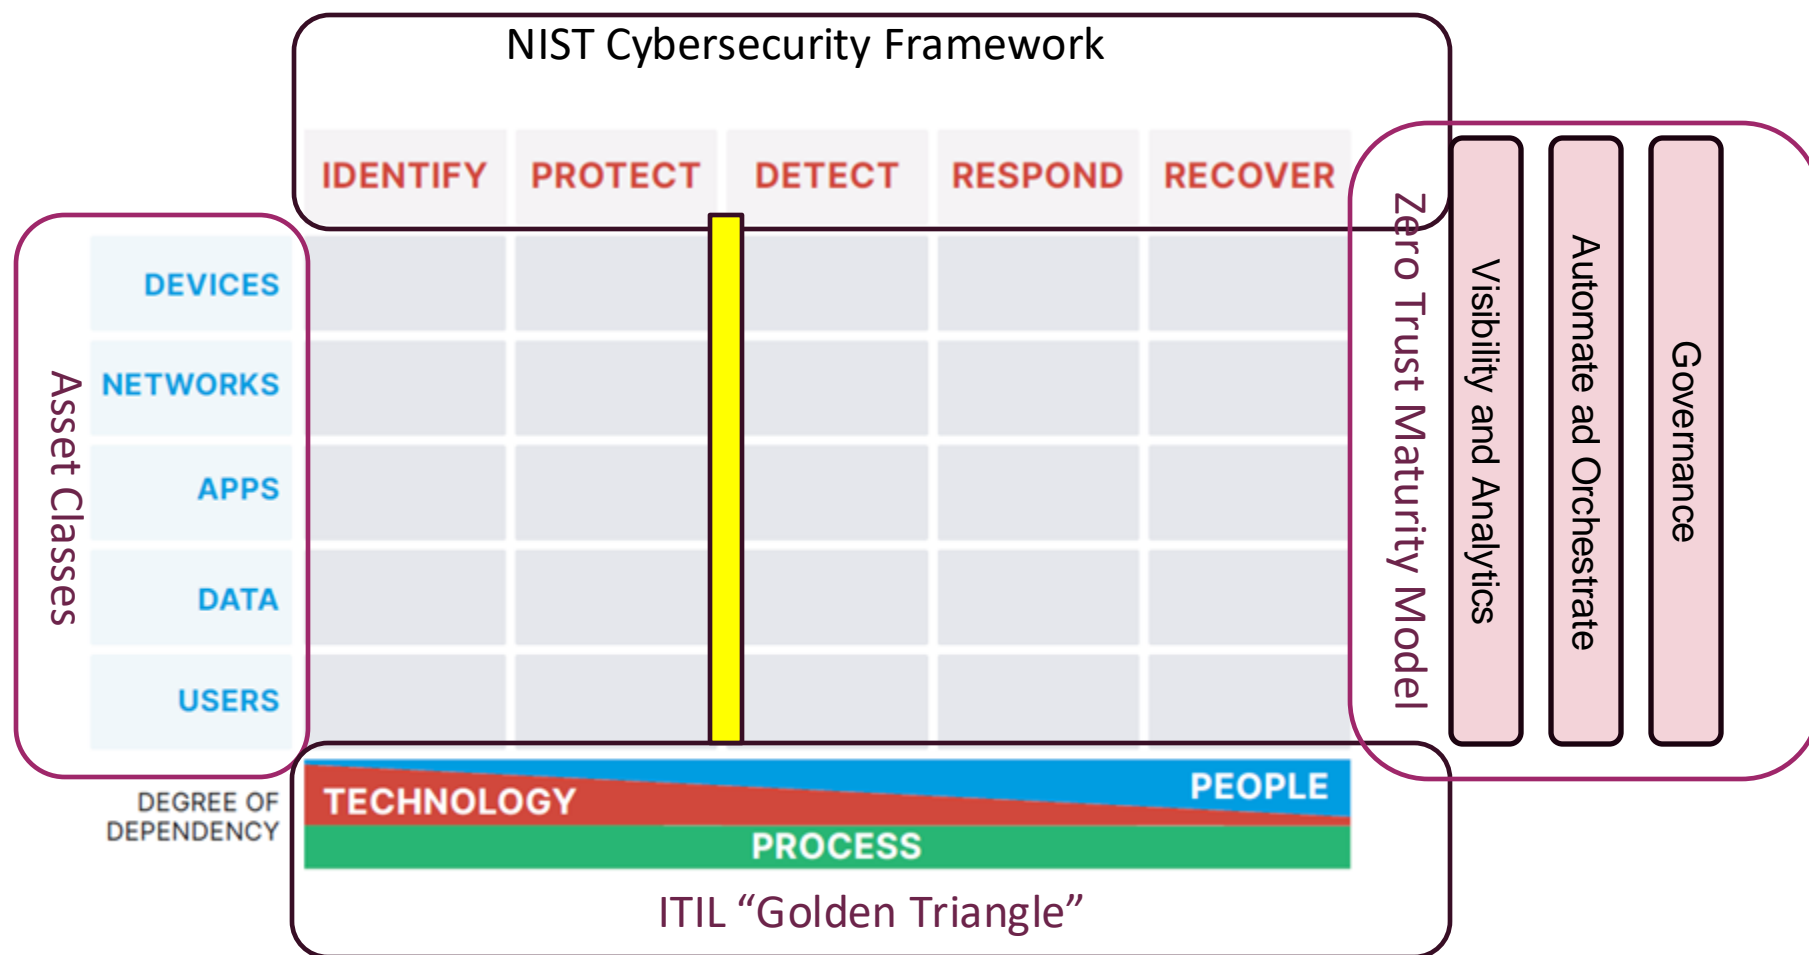 NIST Cybersecurity Framework
IDENTIFY
PROTECT
DETECT
RESPOND
RECOVER
Asset Classes
DEVICES
NETWORKS
APPS
DATA
USERS
Zero Trust Maturity Model
Visibility and Analytics
Automate ad Orchestrate
Governance
DEGREE OF
DEPENDENCY
TECHNOLOGY
PEOPLE
PROCESS
ITIL “Golden Triangle”